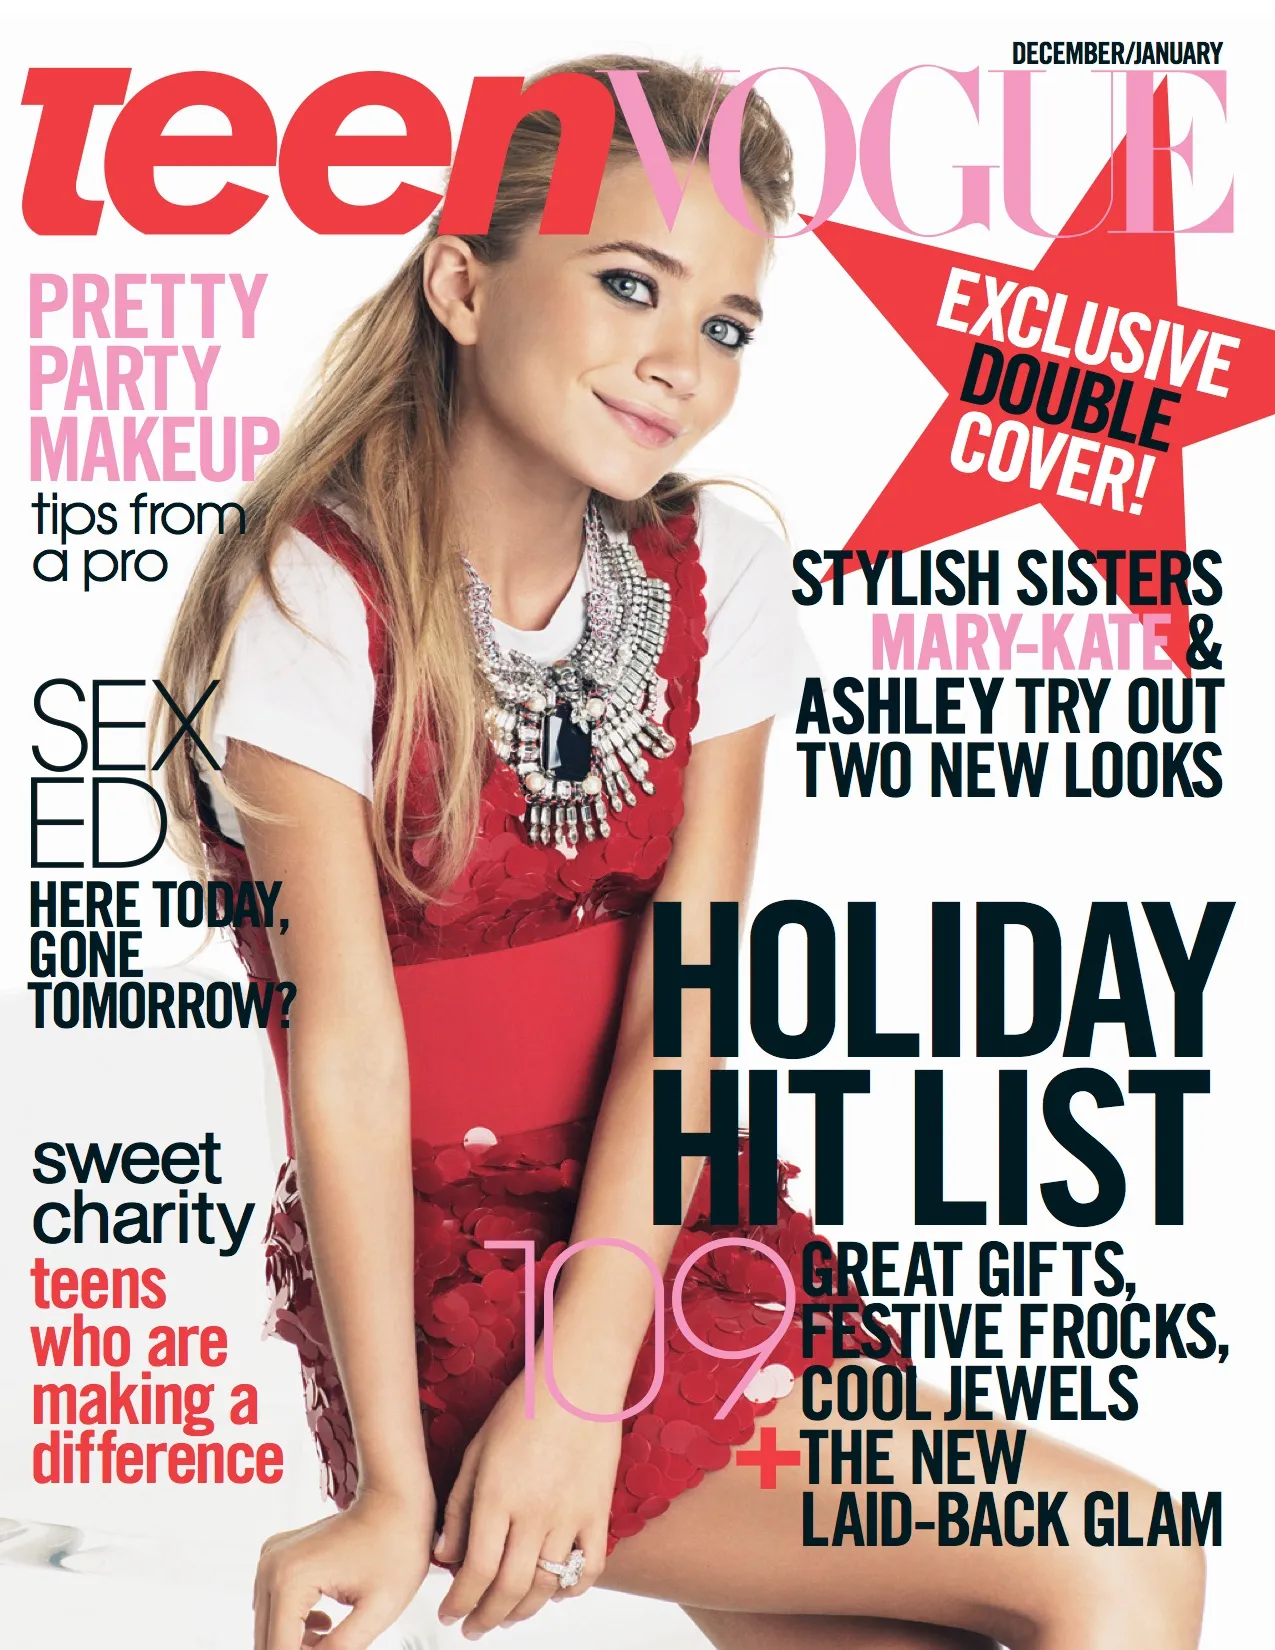 DECEMBER/JANUARY
Teen VOGUE
PRETTY
PARTY
MAKEUP
tips from
a pro
EXCLUSIVE
DOUBLE
COVER!
STYLISH SISTERS
MARY-KATE &
ASHLEY TRY OUT
TWO NEW LOOKS
SEX
ED
HERE TODAY,
GONE
TOMORROW?
HOLIDAY
HIT LIST
109 GREAT GIFTS,
FESTIVE FROCKS,
COOL JEWELS
+THE NEW
LAID-BACK GLAM
sweet
charity
teens
who are
making a
difference